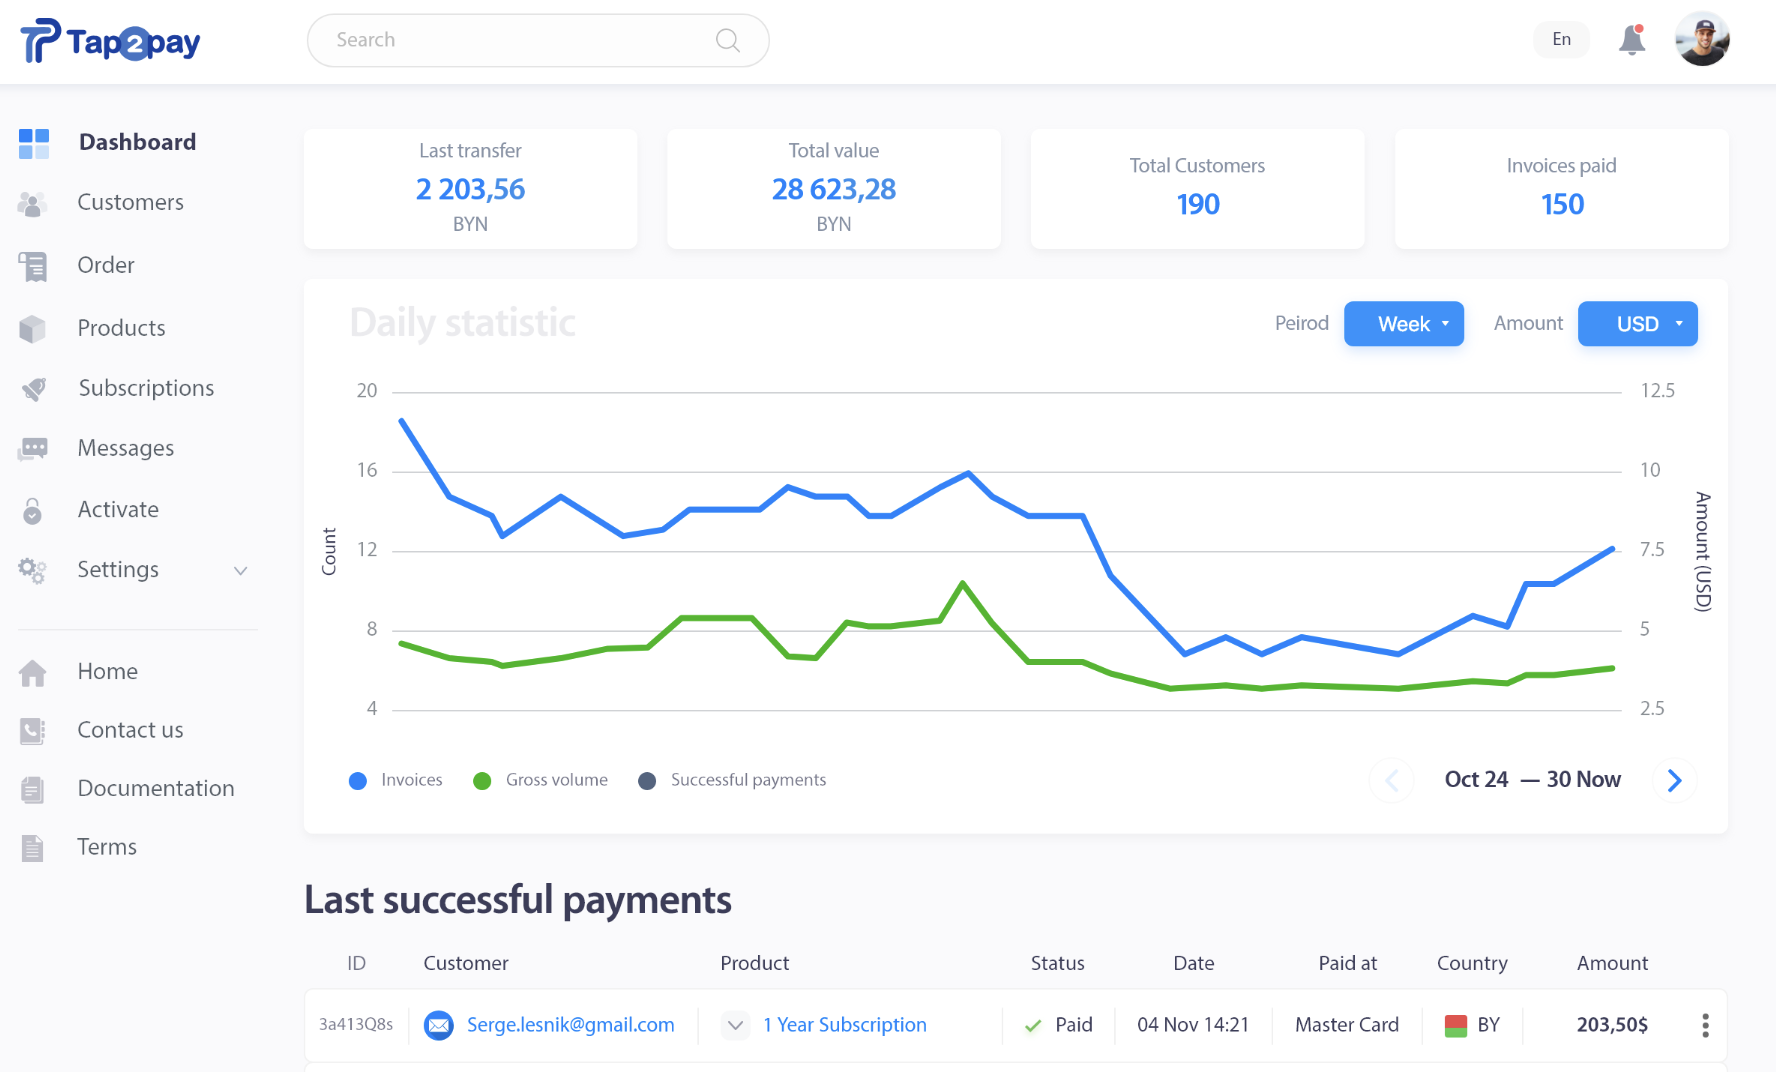 Tap2pay
Search
En
Dashboard
Customers
Order
Products
Subscriptions
Messages
Activate
Settings
Home
Contact us
Documentation
Terms
Last transfer
2 203,56
BYN
Total value
28 623,28
BYN
Total Customers
190
Invoices paid
150
Daily statistic
Peirod
Week
Amount
USD
20
16
12
8
4
Count
12.5
10
7.5
5
2.5
Amount (USD)
Invoices
Gross volume
Successful payments
Oct 24 — 30 Now
Last successful payments
ID Customer Product Status Date Paid at Country Amount
3a413Q8s Serge.lesnik@gmail.com 1 Year Subscription Paid 04 Nov 14:21 Master Card BY 203,50$